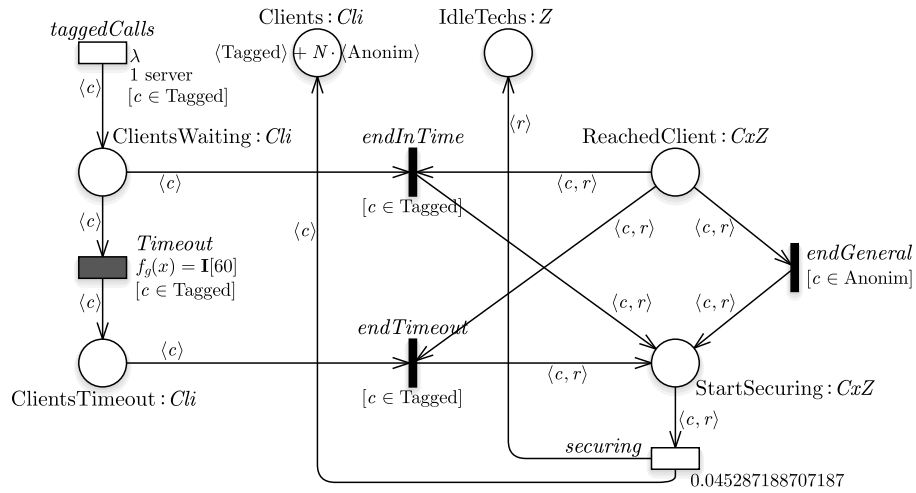 Clients : Cli
IdleTechs : Z
taggedCalls
λ
⟨Tagged⟩ + N · ⟨Anonim⟩
1 server
⟨c⟩
[c ∈ Tagged]
⟨r⟩
ClientsWaiting : Cli
endInTime
ReachedClient : CxZ
⟨c⟩
⟨c, r⟩
[c ∈ Tagged]
⟨c⟩
⟨c⟩
⟨c, r⟩
⟨c, r⟩
Timeout
f_g(x) = I[60]
[c ∈ Tagged]
endGeneral
[c ∈ Anonim]
⟨c⟩
⟨c, r⟩
⟨c, r⟩
endTimeout
⟨c⟩
⟨c, r⟩
[c ∈ Tagged]
ClientsTimeout : Cli
StartSecuring : CxZ
⟨c, r⟩
securing
0.045287188707187